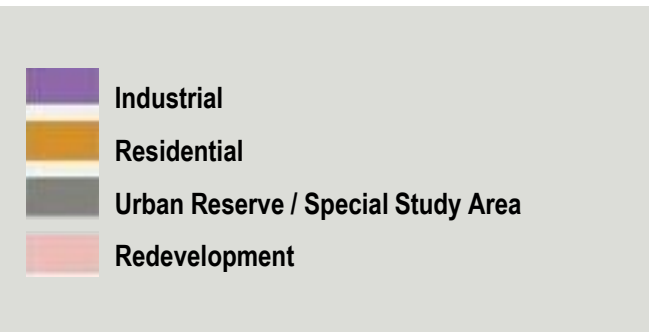 Industrial
Residential
Urban Reserve / Special Study Area
Redevelopment